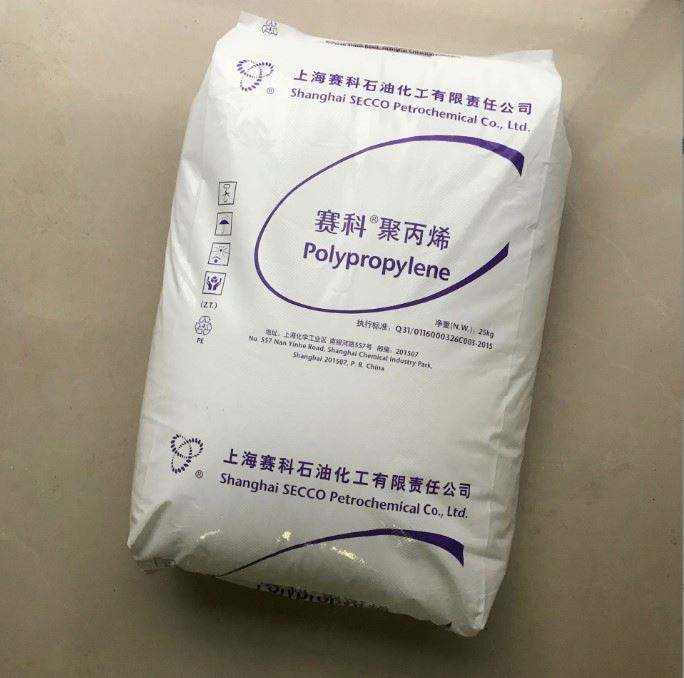 上海赛科石油化工有限责任公司
®
Shanghai SECCO Petrochemical Co., Ltd.
赛科®聚丙烯
Polypropylene
净重(N.W.): 25kg
执行标准: Q31/0116000326C003-2015
地址: 上海化学工业区 南银河路557号 邮编: 201507
No. 557 Nan Yinhe Road, Shanghai Chemical Industry Park,
Shanghai 201507, P. R. China
(Z.T.)
PE
上海赛科石油化工有限责任公司
®
Shanghai SECCO Petrochemical Co., Ltd.